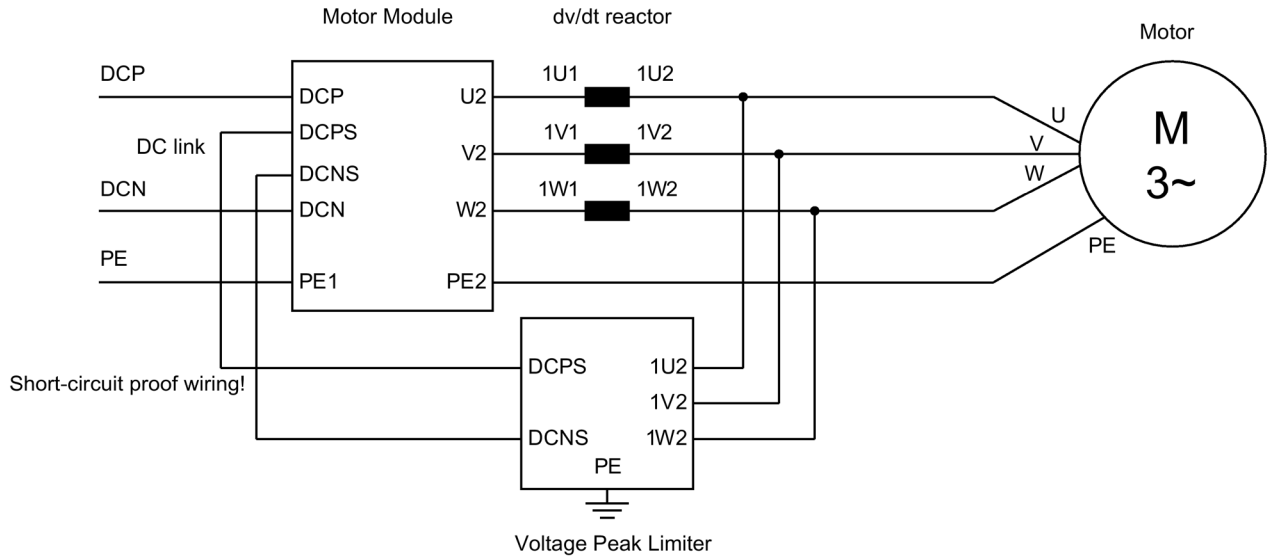 Motor Module
dv/dt reactor
Motor
DCP
DCP
U2
1U1
1U2
U
DCPS
DC link
V2
1V1
1V2
V
M
3~
DCNS
DCN
DCN
W2
1W1
1W2
W
PE
PE
PE1
PE2
Short-circuit proof wiring!
DCPS
1U2
1V2
DCNS
1W2
PE
Voltage Peak Limiter